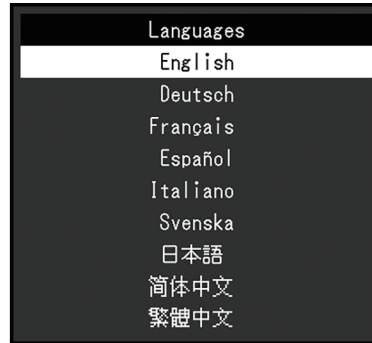 Languages
English
Deutsch
Français
Español
Italiano
Svenska
日本語
简体中文
繁體中文